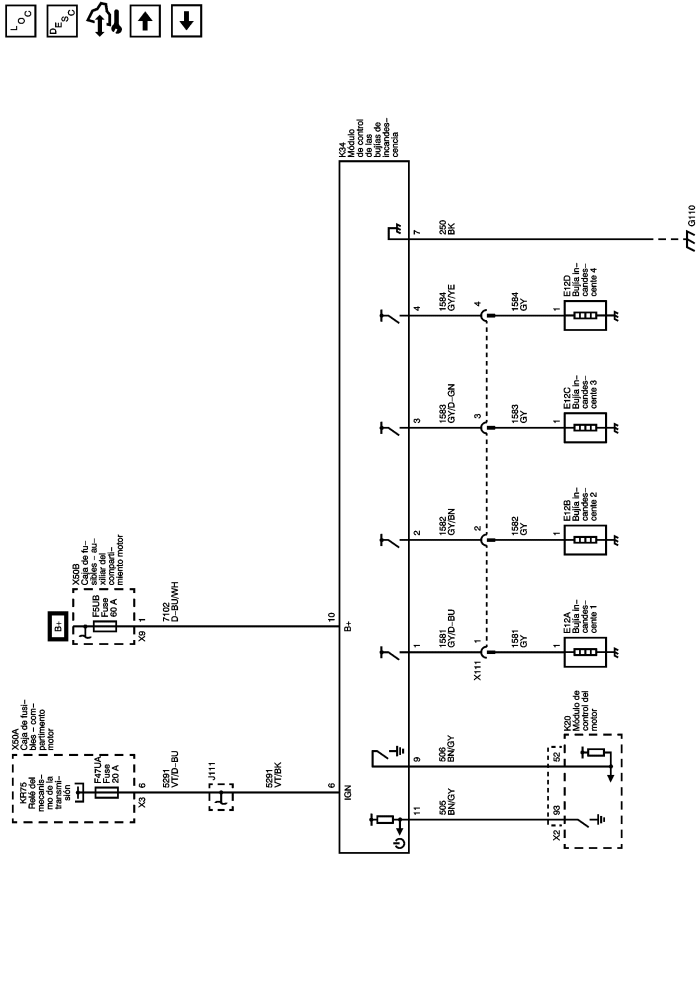 LOC
DESC
X50A
Caja de fusi–
bles – com–
partimento
motor
KR75
Relé del
mecanis–
mo de la
transmi–
sión
F47UA
Fuse
20 A
X3
6
5291
VT/D–BU
J111
5291
VT/BK
6
IGN
B+
X50B
Caja de fu–
sibles – au–
xiliar del
comparti–
miento motor
F5UB
Fuse
60 A
X9
1
7102
D–BU/WH
10
B+
K34
Módulo
de control
de las
bujías de
incandes–
cencia
11
505
BN/GY
9
506
BN/GY
X2
93
52
K20
Módulo de
control del
motor
1
1581
GY/D–BU
X111
1
1581
GY
1
E12A
Bujía in–
candes–
cente 1
2
1582
GY/BN
2
1582
GY
1
E12B
Bujía in–
candes–
cente 2
3
1583
GY/D–GN
3
1583
GY
1
E12C
Bujía in–
candes–
cente 3
4
1584
GY/YE
4
1584
GY
1
E12D
Bujía in–
candes–
cente 4
7
250
BK
G110